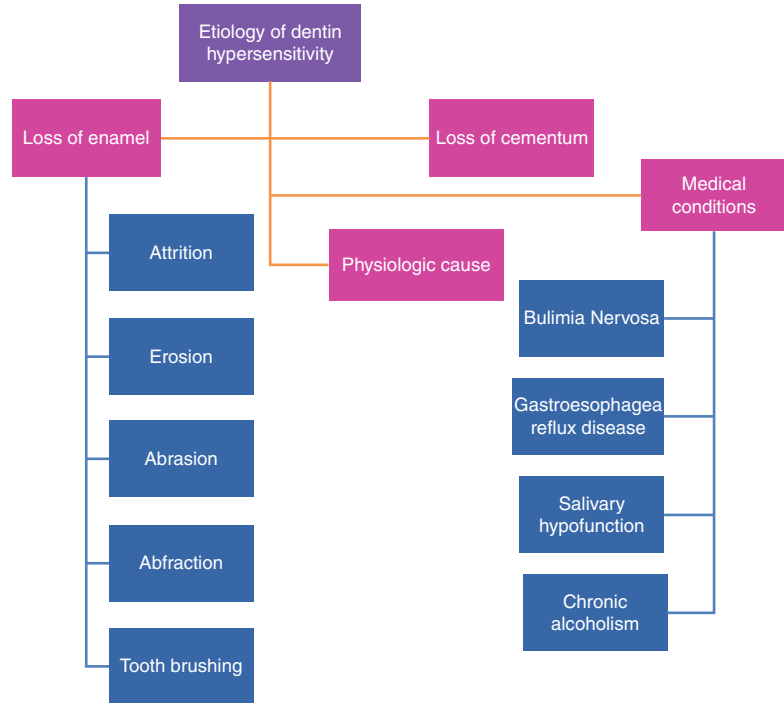 Etiology of dentin
hypersensitivity
Loss of enamel
Loss of cementum
Medical
conditions
Physiologic cause
Attrition
Erosion
Abrasion
Abfraction
Tooth brushing
Bulimia Nervosa
Gastroesophagea
reflux disease
Salivary
hypofunction
Chronic
alcoholism